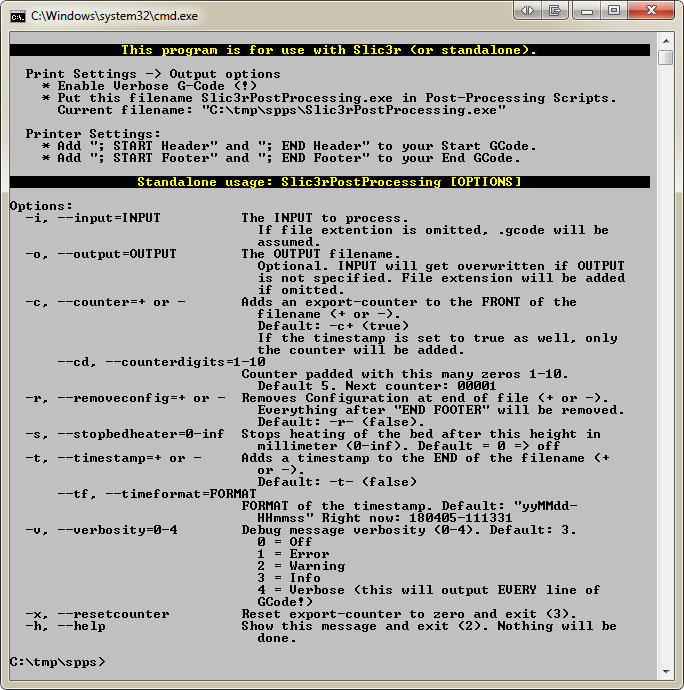 C:\Windows\system32\cmd.exe
This program is for use with Slic3r (or standalone).
Print Settings -> Output options
* Enable Verbose G-Code (!)
* Put this filename Slic3rPostProcessing.exe in Post-Processing Scripts.
Current filename: "C:\tmp\spps\Slic3rPostProcessing.exe"
Printer Settings:
* Add "; START Header" and "; END Header" to your Start GCode.
* Add "; START Footer" and "; END Footer" to your End GCode.
Standalone usage: Slic3rPostProcessing [OPTIONS]
Options:
-i, --input=INPUT The INPUT to process.
If file extention is omitted, .gcode will be
assumed.
-o, --output=OUTPUT The OUTPUT filename.
Optional. INPUT will get overwritten if OUTPUT
is not specified. File extension will be added
if omitted.
-c, --counter=+ or - Adds an export-counter to the FRONT of the
filename (+ or -).
Default: -c+ (true)
If the timestamp is set to true as well, only
the counter will be added.
--cd, --counterdigits=1-10
Counter padded with this many zeros 1-10.
Default 5. Next counter: 00001
-r, --removeconfig=+ or - Removes Configuration at end of file (+ or -).
Everything after "END FOOTER" will be removed.
Default: -r- (false).
-s, --stopbedheater=0-inf Stops heating of the bed after this height in
millimeter (0-inf). Default = 0 => off
-t, --timestamp=+ or - Adds a timestamp to the END of the filename (+
or -).
Default: -t- (false)
--tf, --timeformat=FORMAT
FORMAT of the timestamp. Default: "yyMMdd-
HHmmss" Right now: 180405-111331
-v, --verbosity=0-4 Debug message verbosity (0-4). Default: 3.
0 = Off
1 = Error
2 = Warning
3 = Info
4 = Verbose (this will output EVERY line of
GCode!)
-x, --resetcounter Reset export-counter to zero and exit (3).
-h, --help Show this message and exit (2). Nothing will be
done.
C:\tmp\spps>